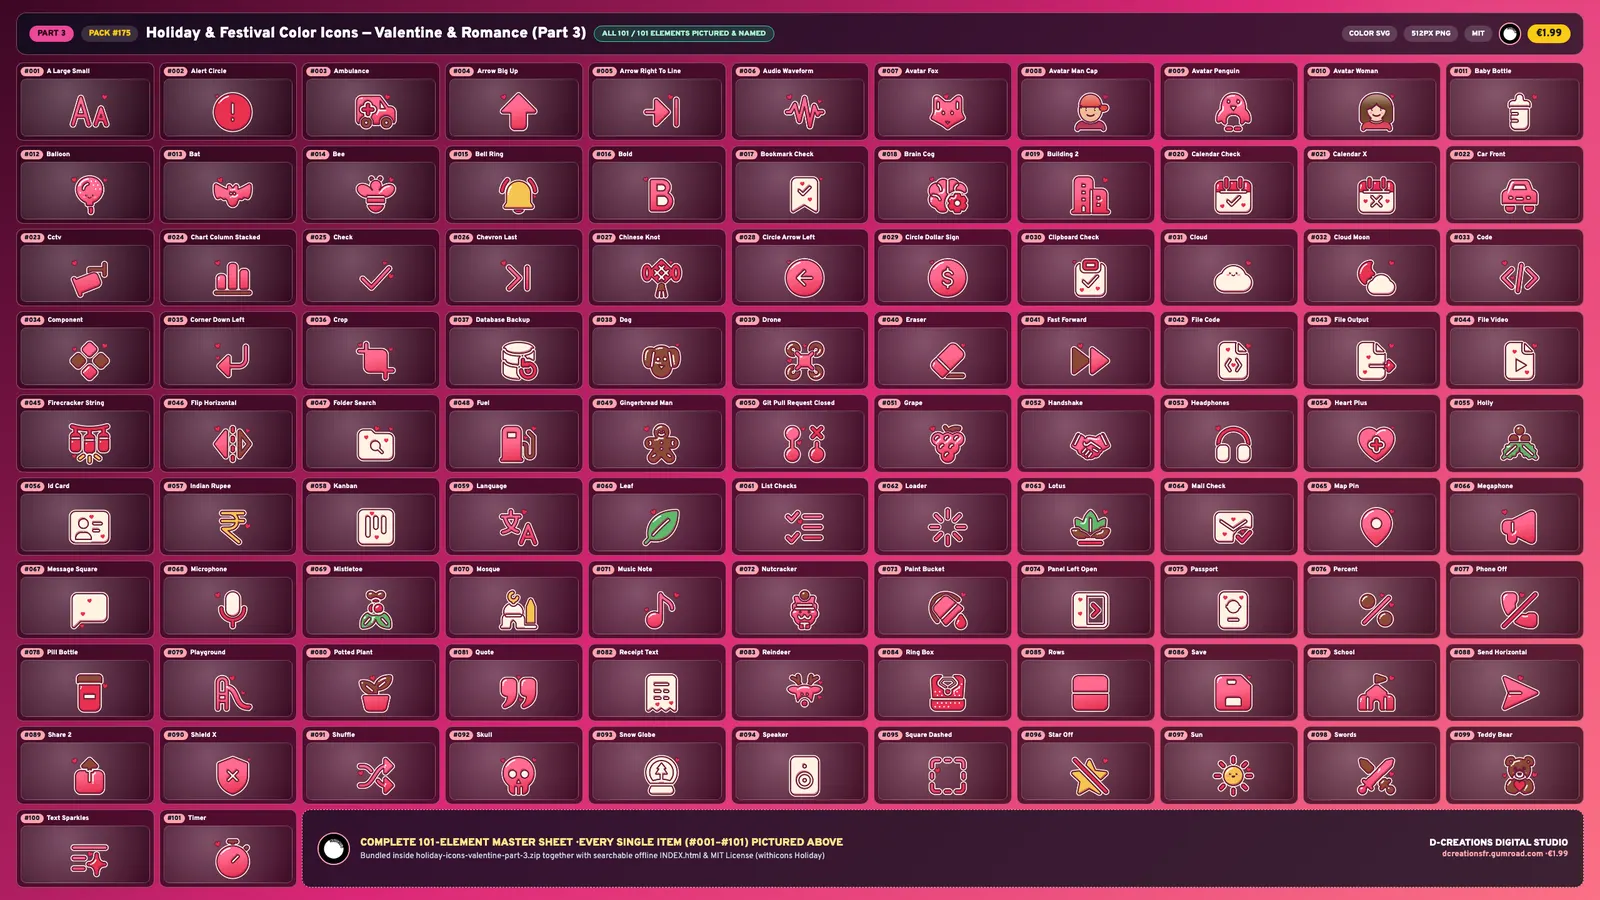 PART 3 PACK #175 Holiday & Festival Color Icons – Valentine & Romance (Part 3) ALL 101 / 101 ELEMENTS PICTURED & NAMED COLOR SVG 512PX PNG MIT €1.99
#001 A Large Small #002 Alert Circle #003 Ambulance #004 Arrow Big Up #005 Arrow Right To Line #006 Audio Waveform #007 Avatar Fox #008 Avatar Man Cap #009 Avatar Penguin #010 Avatar Woman #011 Baby Bottle
#012 Balloon #013 Bat #014 Bee #015 Bell Ring #016 Bold #017 Bookmark Check #018 Brain Cog #019 Building 2 #020 Calendar Check #021 Calendar X #022 Car Front
#023 Cctv #024 Chart Column Stacked #025 Check #026 Chevron Last #027 Chinese Knot #028 Circle Arrow Left #029 Circle Dollar Sign #030 Clipboard Check #031 Cloud #032 Cloud Moon #033 Code
#034 Component #035 Corner Down Left #036 Crop #037 Database Backup #038 Dog #039 Drone #040 Eraser #041 Fast Forward #042 File Code #043 File Output #044 File Video
#045 Firecracker String #046 Flip Horizontal #047 Folder Search #048 Fuel #049 Gingerbread Man #050 Git Pull Request Closed #051 Grape #052 Handshake #053 Headphones #054 Heart Plus #055 Holly
#056 Id Card #057 Indian Rupee #058 Kanban #059 Language #060 Leaf #061 List Checks #062 Loader #063 Lotus #064 Mail Check #065 Map Pin #066 Megaphone
#067 Message Square #068 Microphone #069 Mistletoe #070 Mosque #071 Music Note #072 Nutcracker #073 Paint Bucket #074 Panel Left Open #075 Passport #076 Percent #077 Phone Off
#078 Pill Bottle #079 Playground #080 Potted Plant #081 Quote #082 Receipt Text #083 Reindeer #084 Ring Box #085 Rows #086 Save #087 School #088 Send Horizontal
#089 Share 2 #090 Shield X #091 Shuffle #092 Skull #093 Snow Globe #094 Speaker #095 Square Dashed #096 Star Off #097 Sun #098 Swords #099 Teddy Bear
#100 Text Sparkles #101 Timer
COMPLETE 101-ELEMENT MASTER SHEET · EVERY SINGLE ITEM (#001–#101) PICTURED ABOVE
Bundled inside holiday-icons-valentine-part-3.zip together with searchable offline INDEX.html & MIT License (withicons Holiday)
D-CREATIONS DIGITAL STUDIO
dcreationsfr.gumroad.com · €1.99